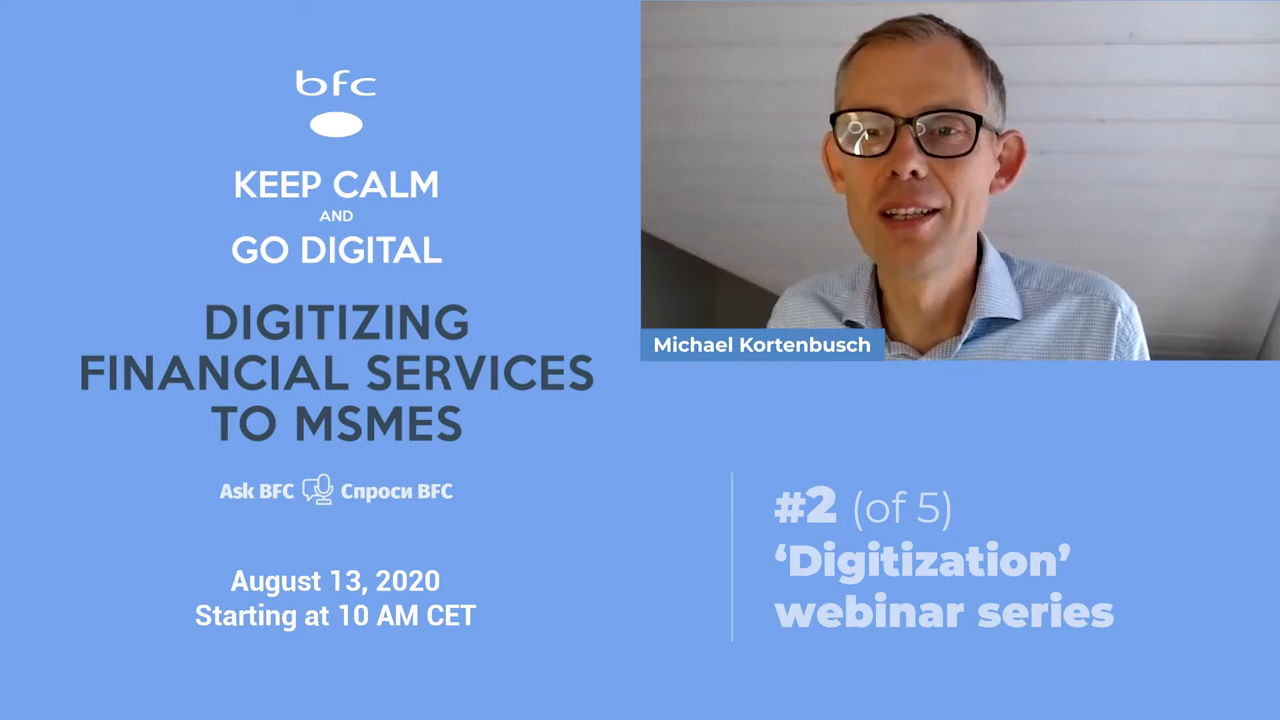 bfc
KEEP CALM
AND
GO DIGITAL
DIGITIZING
FINANCIAL SERVICES
TO MSMES
Ask BFC Спроси BFC
August 13, 2020
Starting at 10 AM CET
Michael Kortenbusch
#2 (of 5)
‘Digitization’
webinar series